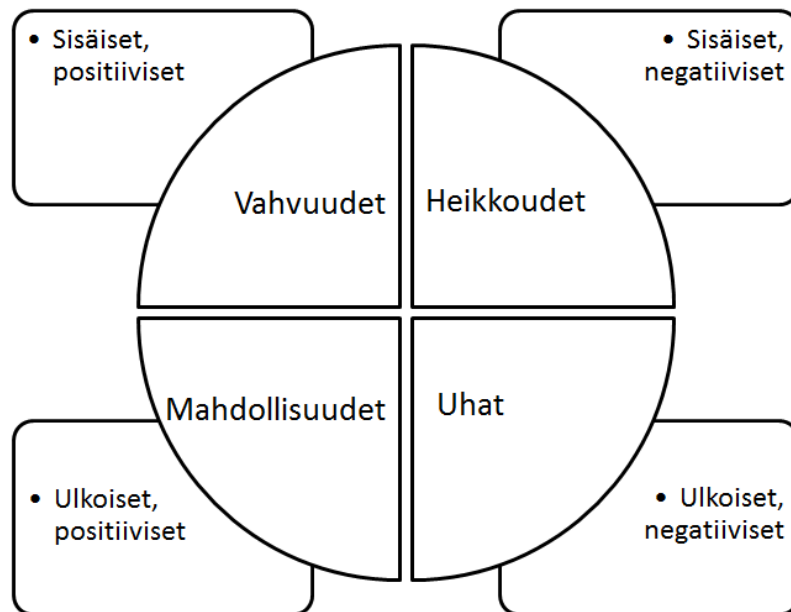 • Sisäiset,
positiiviset
• Sisäiset,
negatiiviset
Vahvuudet
Heikkoudet
Mahdollisuudet
Uhat
• Ulkoiset,
positiiviset
• Ulkoiset,
negatiiviset